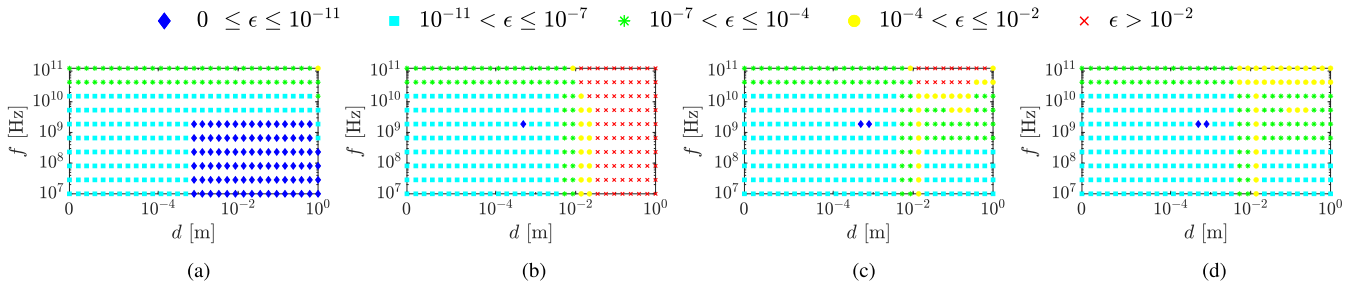 0 ≤ ϵ ≤ 10⁻¹¹ 10⁻¹¹ < ϵ ≤ 10⁻⁷ 10⁻⁷ < ϵ ≤ 10⁻⁴ 10⁻⁴ < ϵ ≤ 10⁻² ϵ > 10⁻²
10¹¹ 10¹¹ 10¹¹ 10¹¹
10¹⁰ 10¹⁰ 10¹⁰ 10¹⁰
f [Hz] f [Hz] f [Hz] f [Hz]
10⁹ 10⁹ 10⁹ 10⁹
10⁸ 10⁸ 10⁸ 10⁸
10⁷ 10⁷ 10⁷ 10⁷
0 10⁻⁴ 10⁻² 10⁰ 0 10⁻⁴ 10⁻² 10⁰ 0 10⁻⁴ 10⁻² 10⁰ 0 10⁻⁴ 10⁻² 10⁰
d [m] d [m] d [m] d [m]
(a) (b) (c) (d)